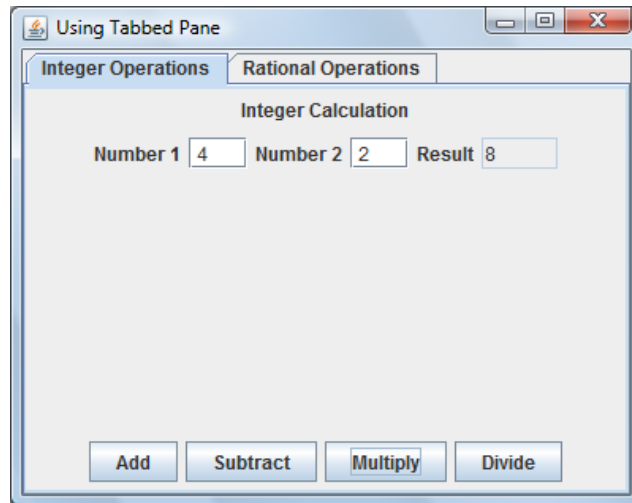 Using Tabbed Pane
Integer Operations Rational Operations
Integer Calculation
Number 1 4 Number 2 2 Result 8
Add Subtract Multiply Divide